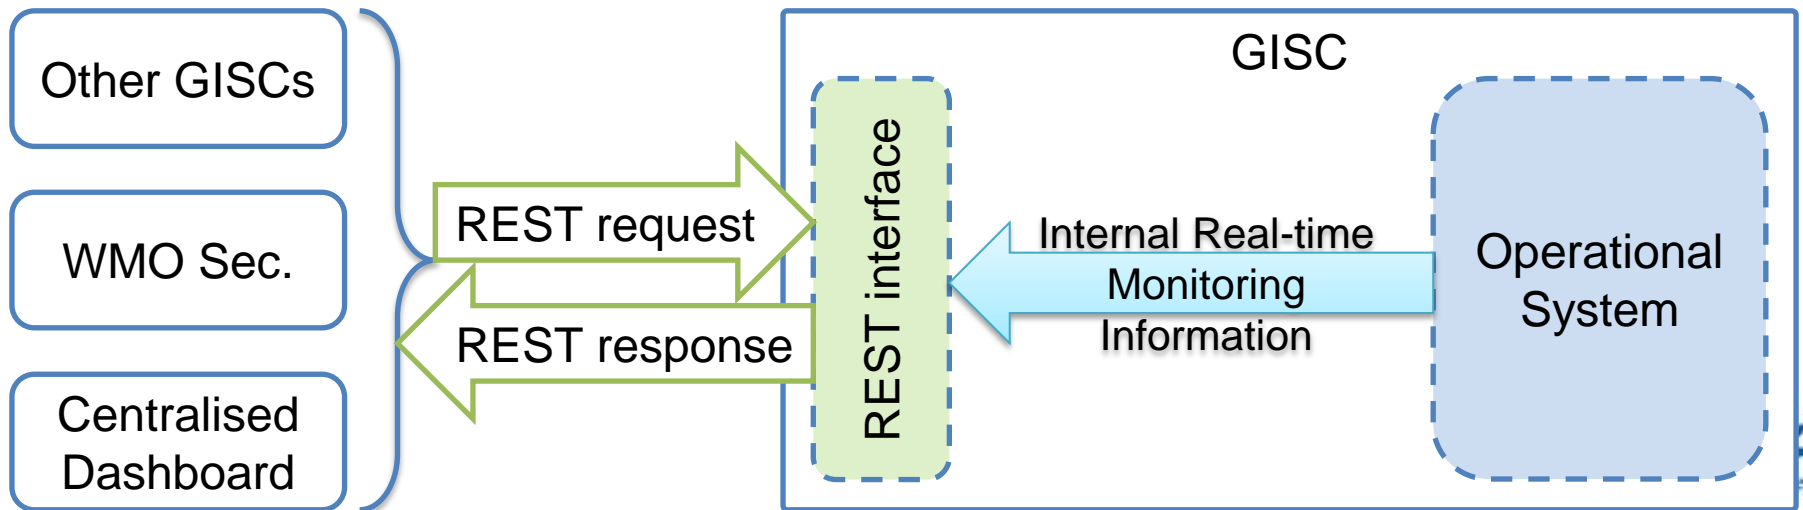 Other GISCs
WMO Sec.
Centralised
Dashboard
REST request
REST response
GISC
REST interface
Internal Real-time
Monitoring
Information
Operational
System